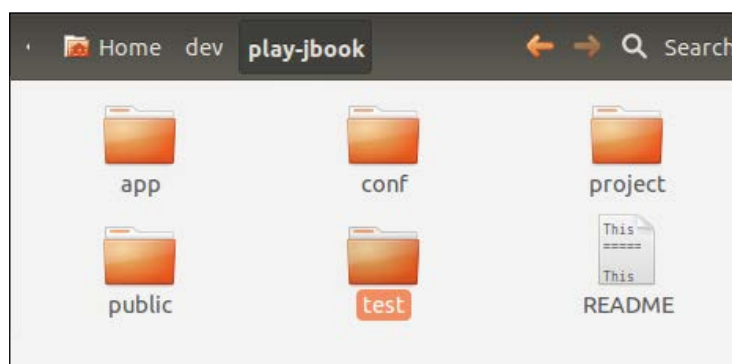 Home dev play-jbook Search
app conf project
This
=====
This
public test README